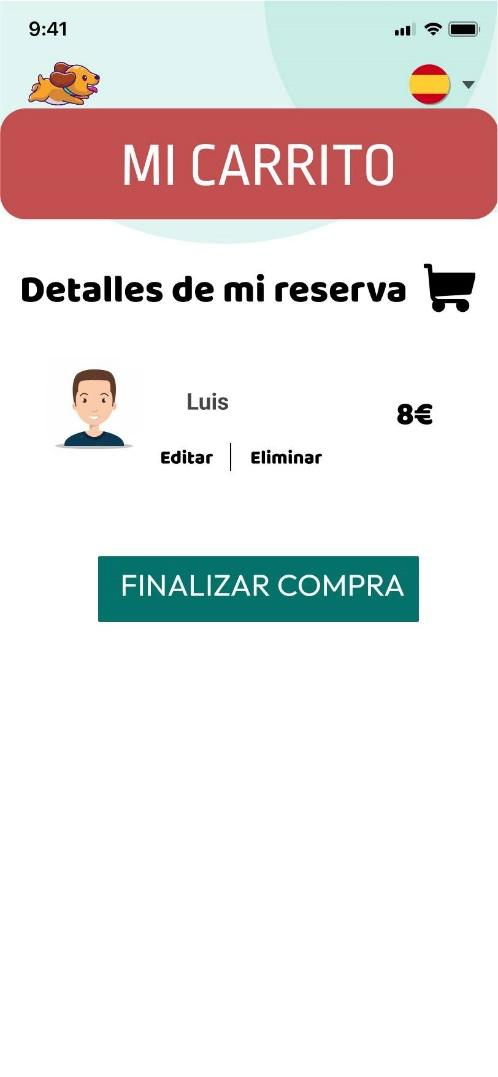 9:41
MI CARRITO
Detalles de mi reserva
Luis
8€
Editar | Eliminar
FINALIZAR COMPRA